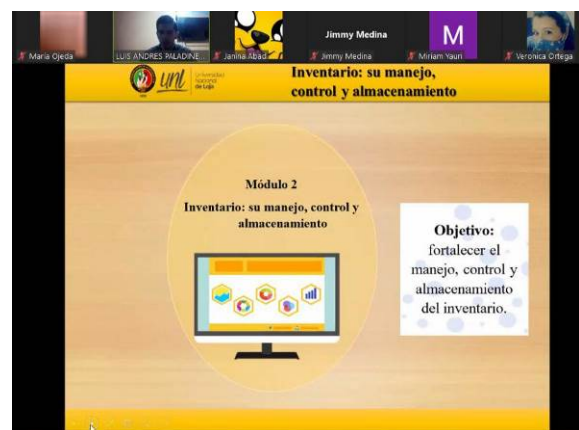 Jimmy Medina
M
Maria Ojeda
LUIS ANDRES PALADINE...
Janina Abad
Jimmy Medina
Miriam Yauri
Veronica Ortega
unl
Universidad
Nacional
de Loja
Inventario: su manejo,
control y almacenamiento
Módulo 2
Inventario: su manejo, control y
almacenamiento
Objetivo:
fortalecer el
manejo, control y
almacenamiento
del inventario.